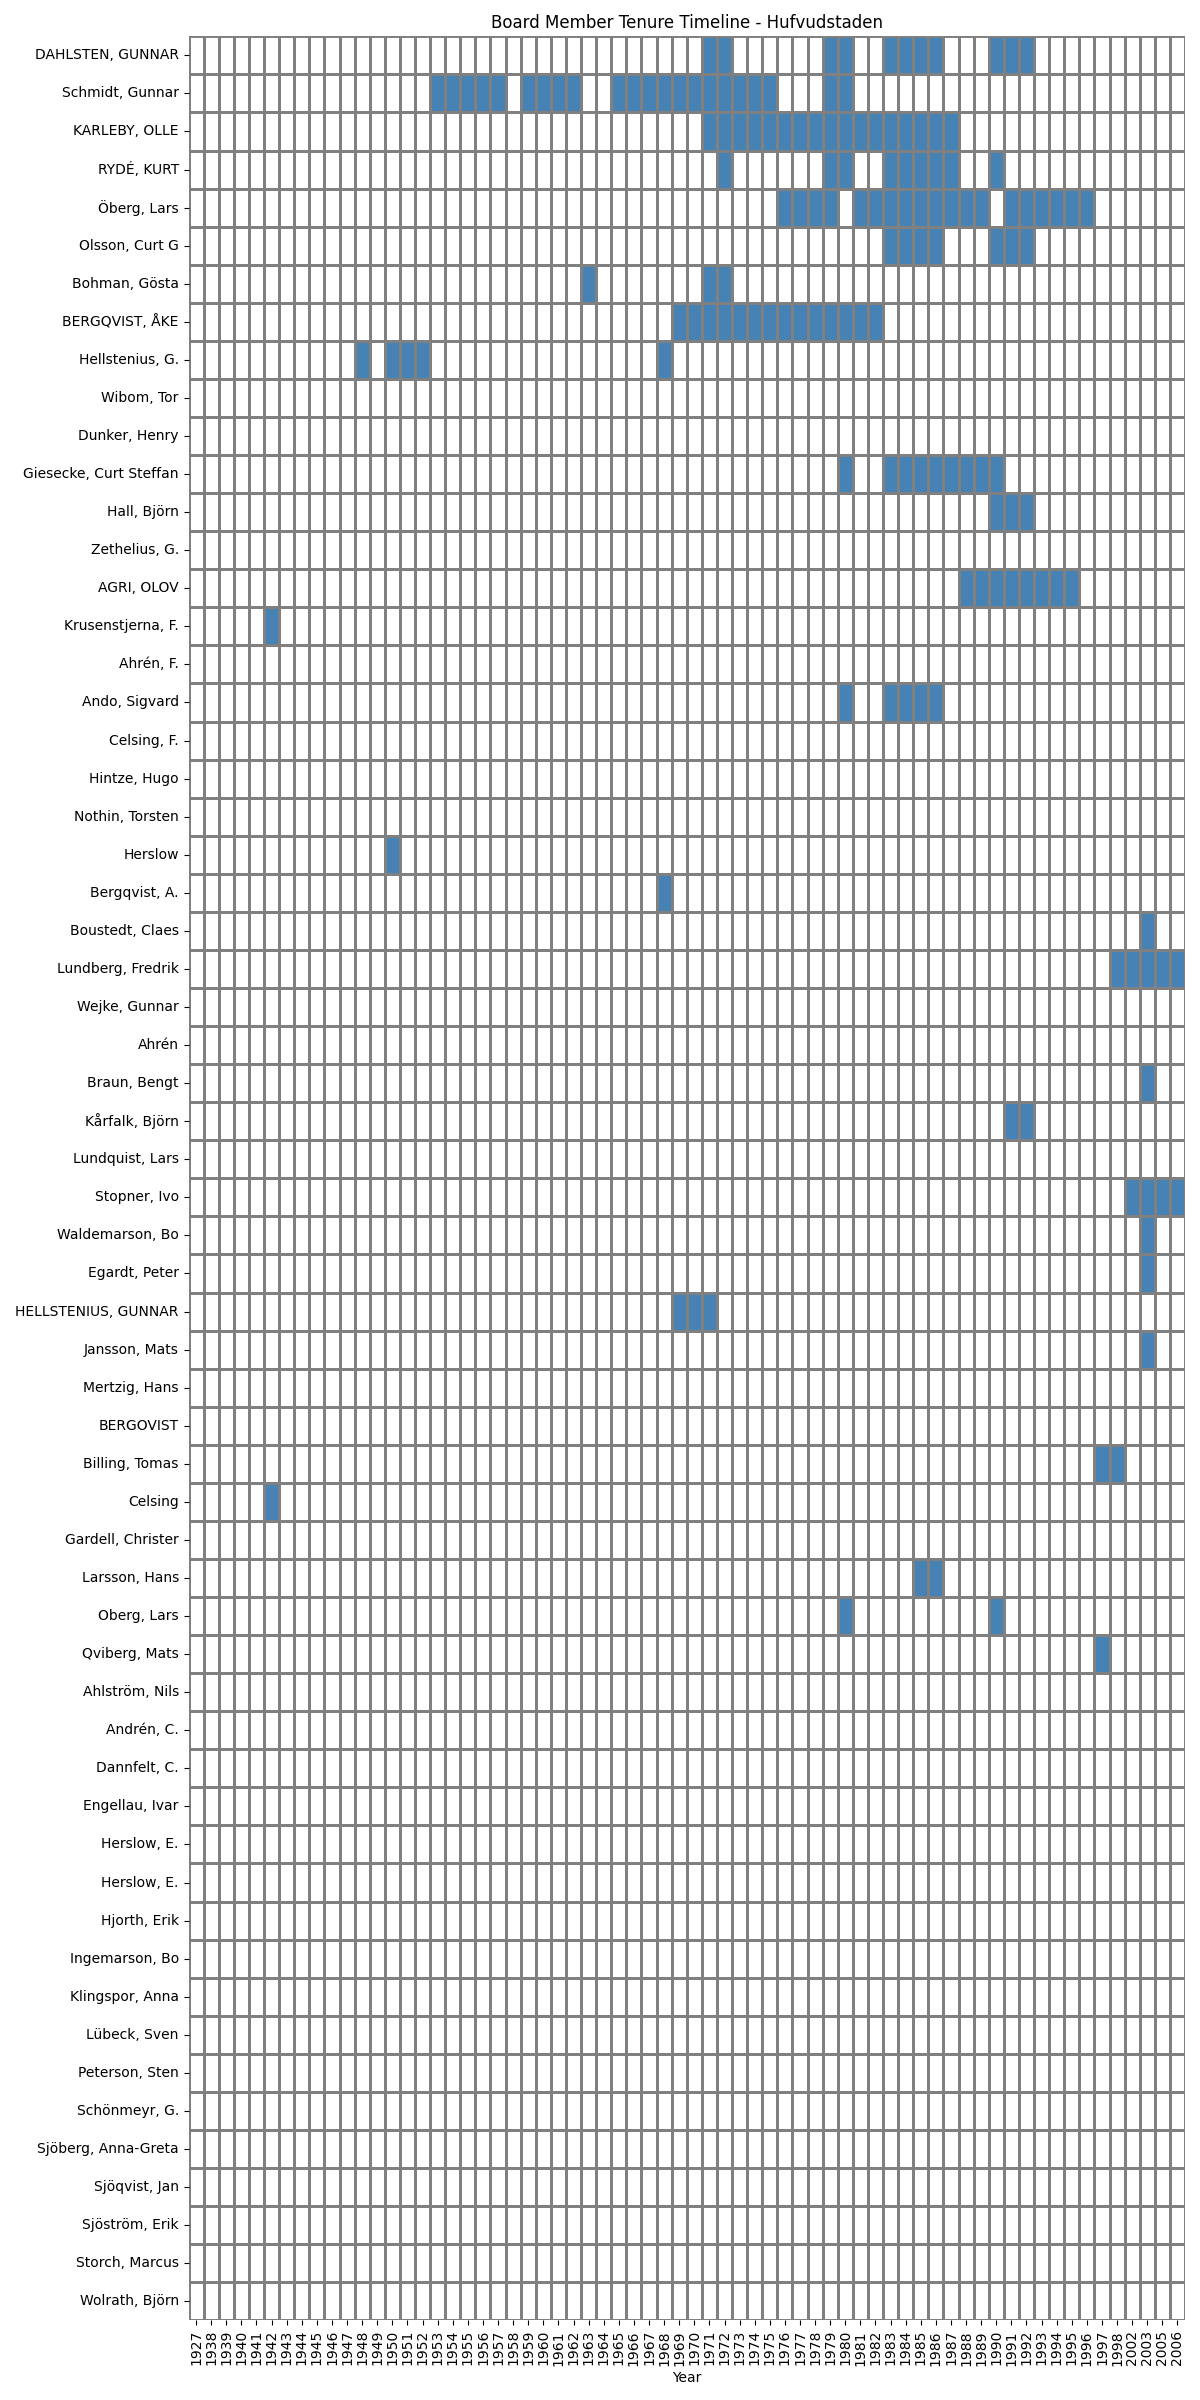 Board Member Tenure Timeline - Hufvudstaden
DAHLSTEN, GUNNAR
Schmidt, Gunnar
KARLEBY, OLLE
RYDÉ, KURT
Öberg, Lars
Olsson, Curt G
Bohman, Gösta
BERGQVIST, ÅKE
Hellstenius, G.
Wibom, Tor
Dunker, Henry
Giesecke, Curt Steffan
Hall, Björn
Zethelius, G.
AGRI, OLOV
Krusenstjerna, F.
Ahrén, F.
Ando, Sigvard
Celsing, F.
Hintze, Hugo
Nothin, Torsten
Herslow
Bergqvist, A.
Boustedt, Claes
Lundberg, Fredrik
Wejke, Gunnar
Ahrén
Braun, Bengt
Kårfalk, Björn
Lundquist, Lars
Stopner, Ivo
Waldemarson, Bo
Egardt, Peter
HELLSTENIUS, GUNNAR
Jansson, Mats
Mertzig, Hans
BERGOVIST
Billing, Tomas
Celsing
Gardell, Christer
Larsson, Hans
Oberg, Lars
Qviberg, Mats
Ahlström, Nils
Andrén, C.
Dannfelt, C.
Engellau, Ivar
Herslow, E.
Herslow, E.
Hjorth, Erik
Ingemarson, Bo
Klingspor, Anna
Lübeck, Sven
Peterson, Sten
Schönmeyr, G.
Sjöberg, Anna-Greta
Sjöqvist, Jan
Sjöström, Erik
Storch, Marcus
Wolrath, Björn
1927 1938 1939 1940 1941 1942 1943 1944 1945 1946 1947 1948 1949 1950 1951 1952 1953 1954 1955 1956 1957 1958 1959 1960 1961 1962 1963 1964 1965 1966 1967 1968 1969 1970 1971 1972 1973 1974 1975 1976 1977 1978 1979 1980 1981 1982 1983 1984 1985 1986 1987 1988 1989 1990 1991 1992 1993 1994 1995 1996 1997 1998 2002 2003 2005 2006
Year